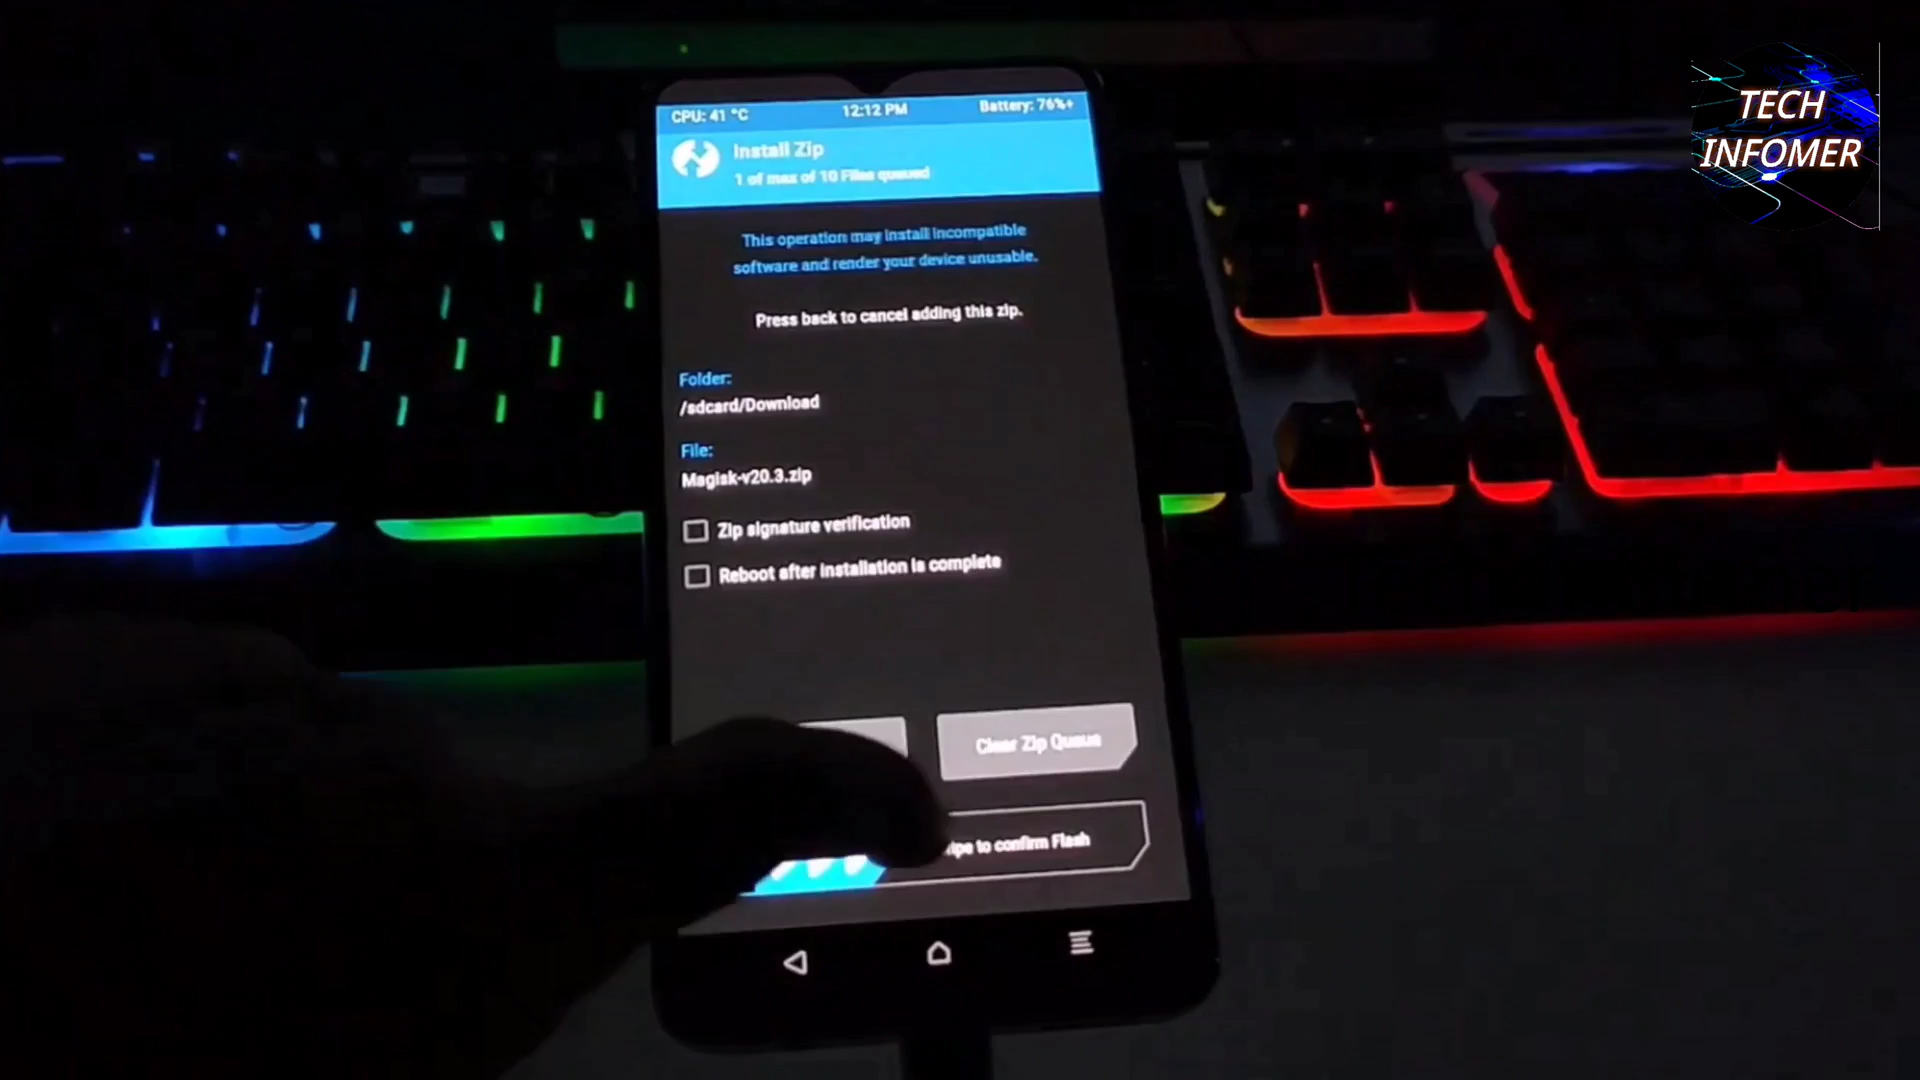 TECH
INFOMER
CPU: 41 °C 12:12 PM Battery: 76%+
Install Zip
1 of max of 10 Files queued
This operation may install incompatible
software and render your device unusable.
Press back to cancel adding this zip.
Folder:
/sdcard/Download
File:
Magisk-v20.3.zip
Zip signature verification
Reboot after installation is complete
Clear Zip Queue
to confirm Flash